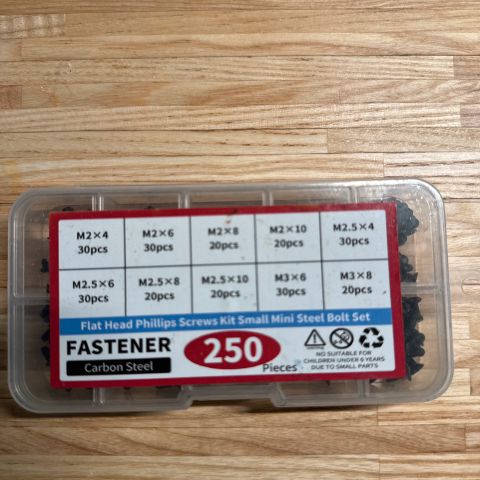 M2×4 M2×6 M2×8 M2×10 M2.5×4
30pcs 30pcs 20pcs 20pcs 30pcs
M2.5×6 M2.5×8 M2.5×10 M3×6 M3×8
30pcs 20pcs 20pcs 30pcs 20pcs
Flat Head Phillips Screws Kit Small Mini Steel Bolt Set
FASTENER
Carbon Steel
250
Pieces
NO SUITABLE FOR
CHILDREN UNDER 6 YEARS
DUE TO SMALL PARTS